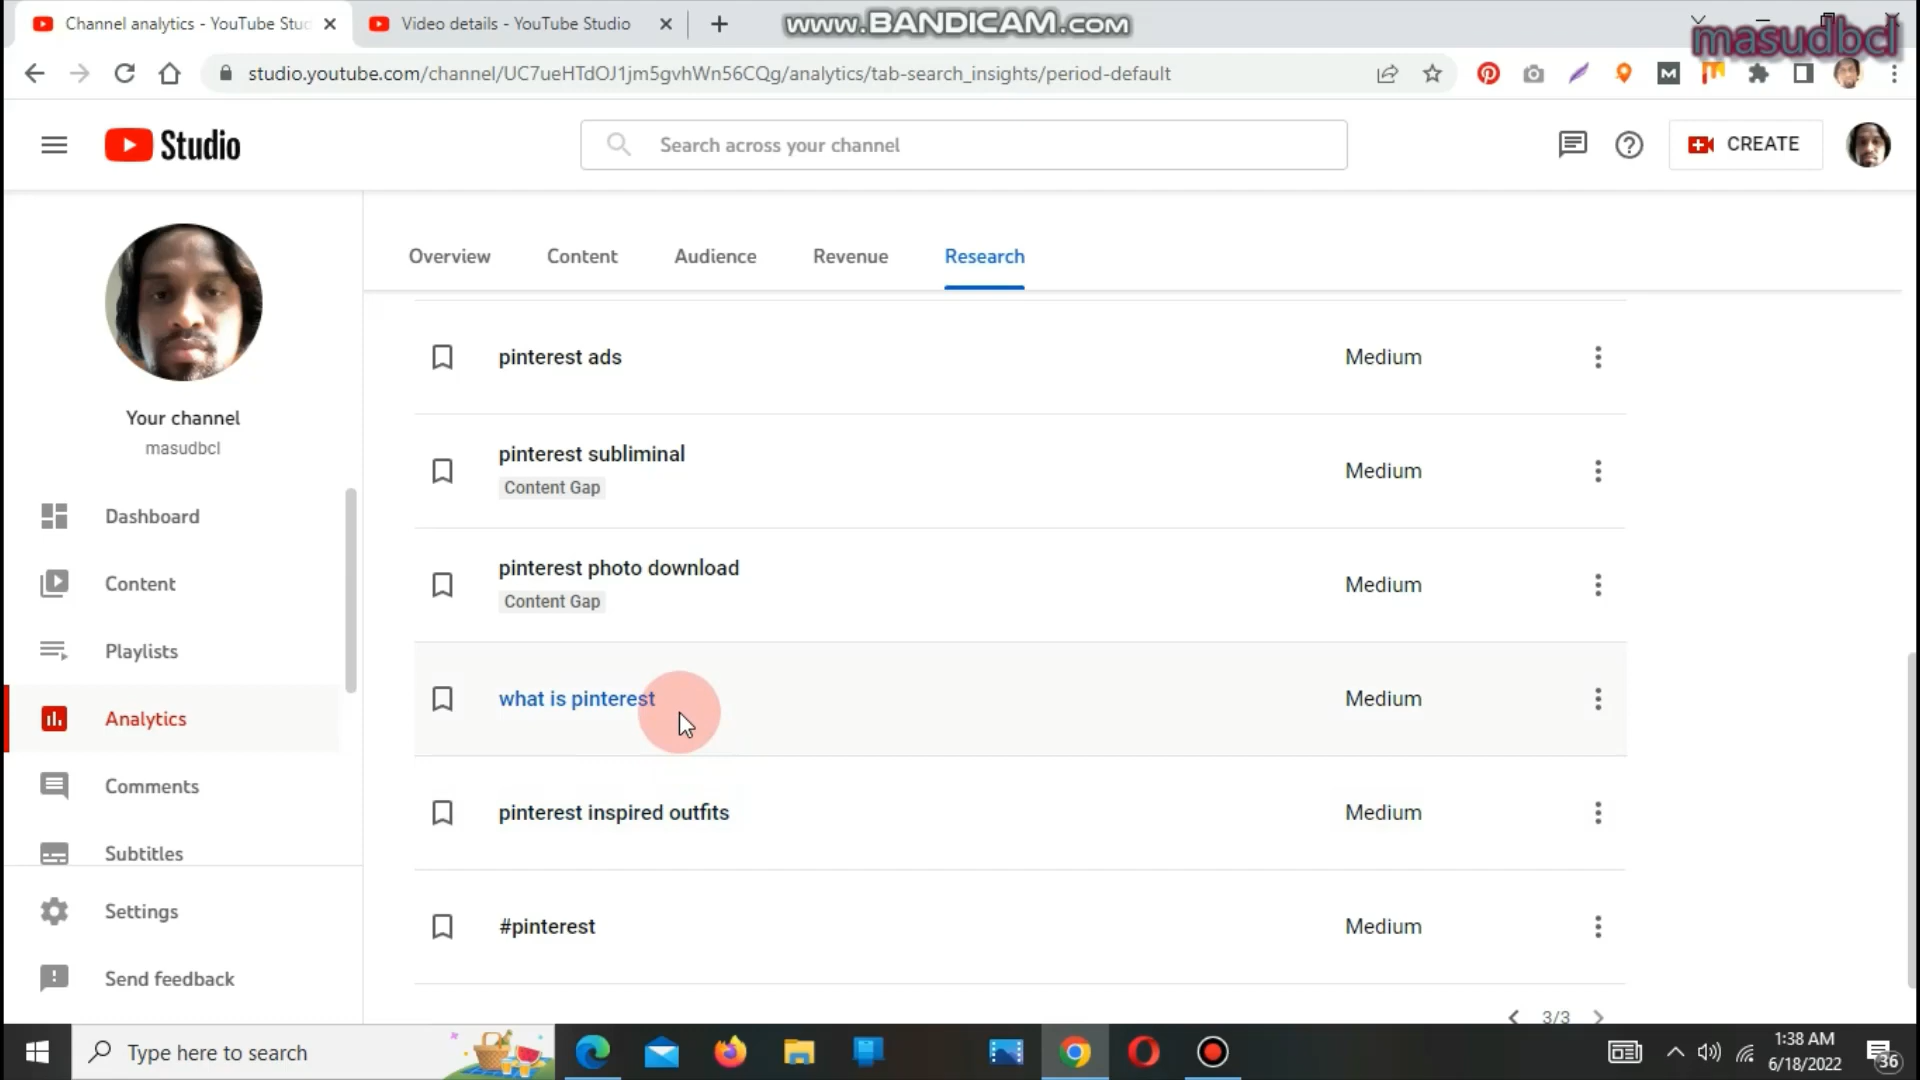 Channel analytics - YouTube Stuc
Video details - YouTube Studio
www.BANDICAM.com
masudbcl
studio.youtube.com/channel/UC7ueHTdOJ1jm5gvhWn56CQg/analytics/tab-search_insights/period-default
Studio
Search across your channel
CREATE
Your channel
masudbcl
Dashboard
Content
Playlists
Analytics
Comments
Subtitles
Settings
Send feedback
Overview Content Audience Revenue Research
pinterest ads Medium
pinterest subliminal
Content Gap
Medium
pinterest photo download
Content Gap
Medium
what is pinterest Medium
pinterest inspired outfits Medium
#pinterest Medium
3/3
Type here to search
1:38 AM
6/18/2022
36